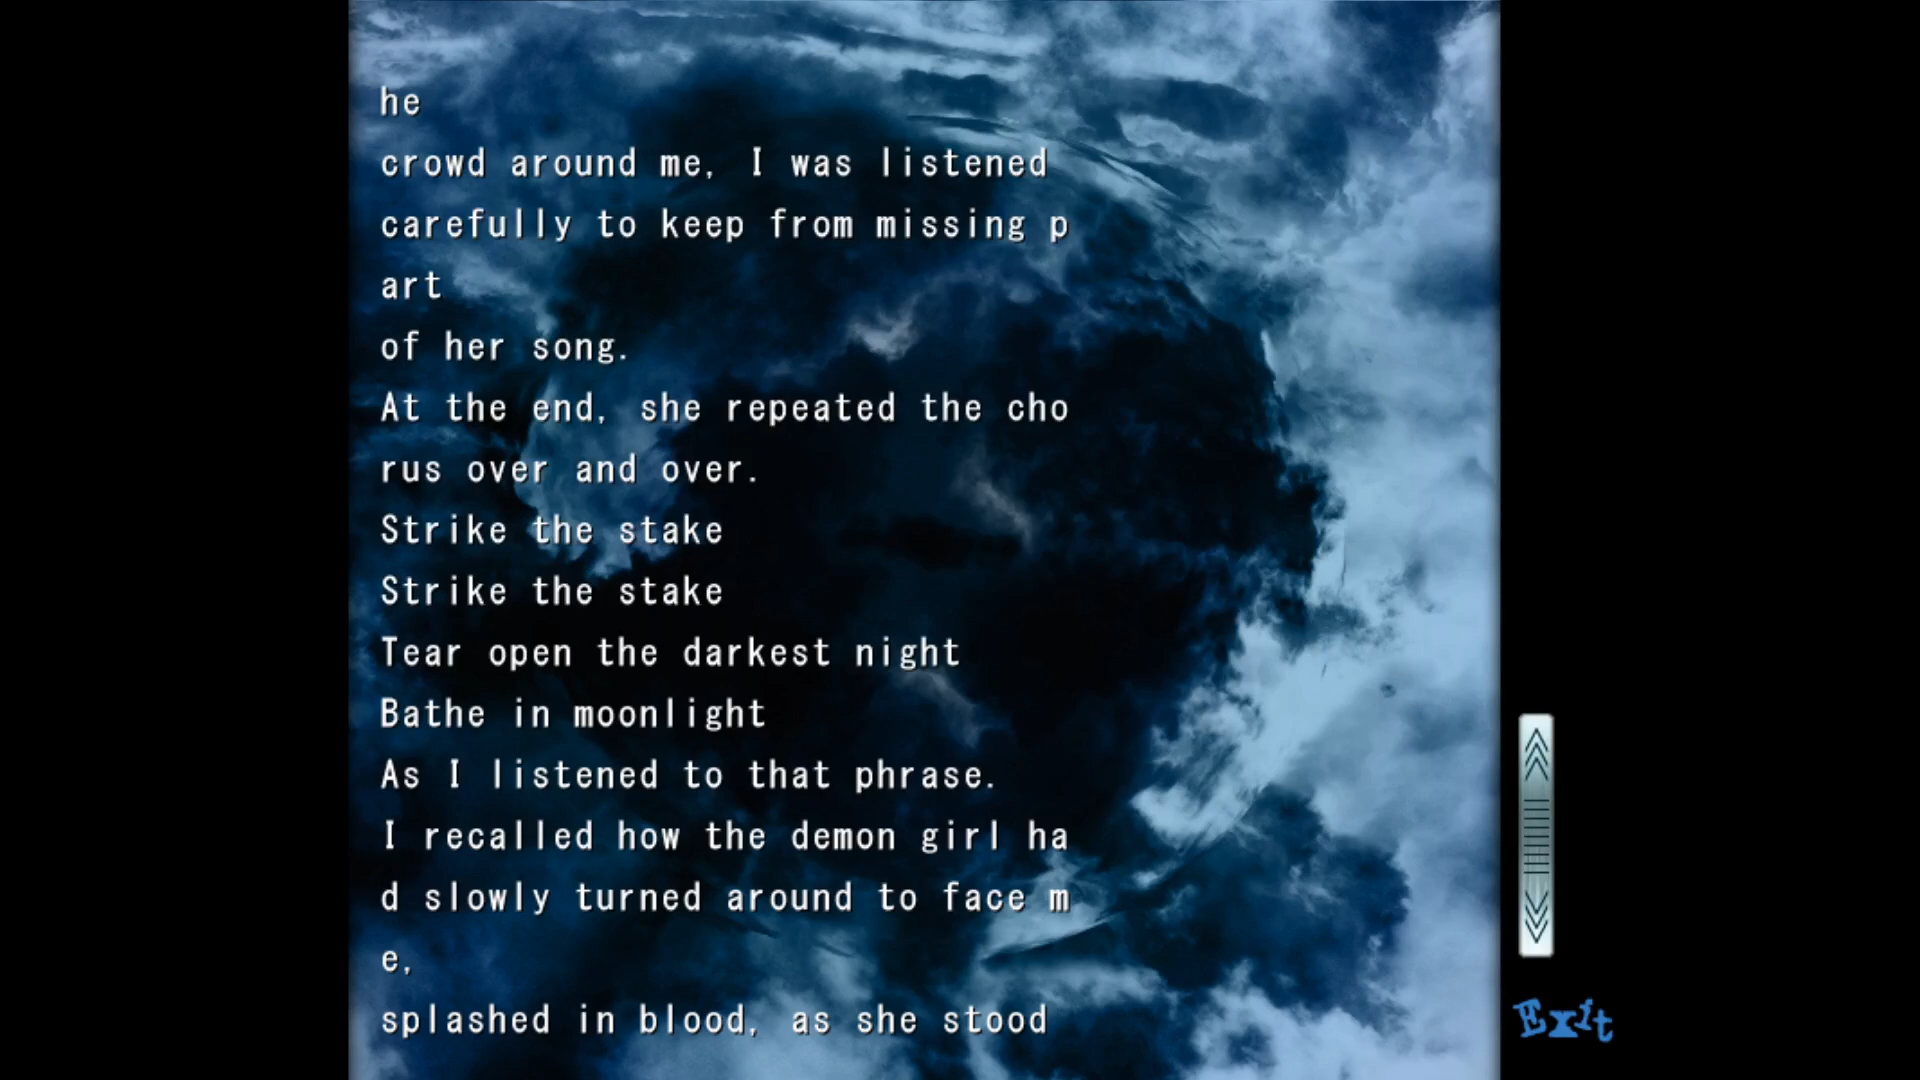 he
crowd around me, I was listened
carefully to keep from missing p
art
of her song.
At the end, she repeated the cho
rus over and over.
Strike the stake
Strike the stake
Tear open the darkest night
Bathe in moonlight
As I listened to that phrase.
I recalled how the demon girl ha
d slowly turned around to face m
e,
splashed in blood, as she stood
Exit